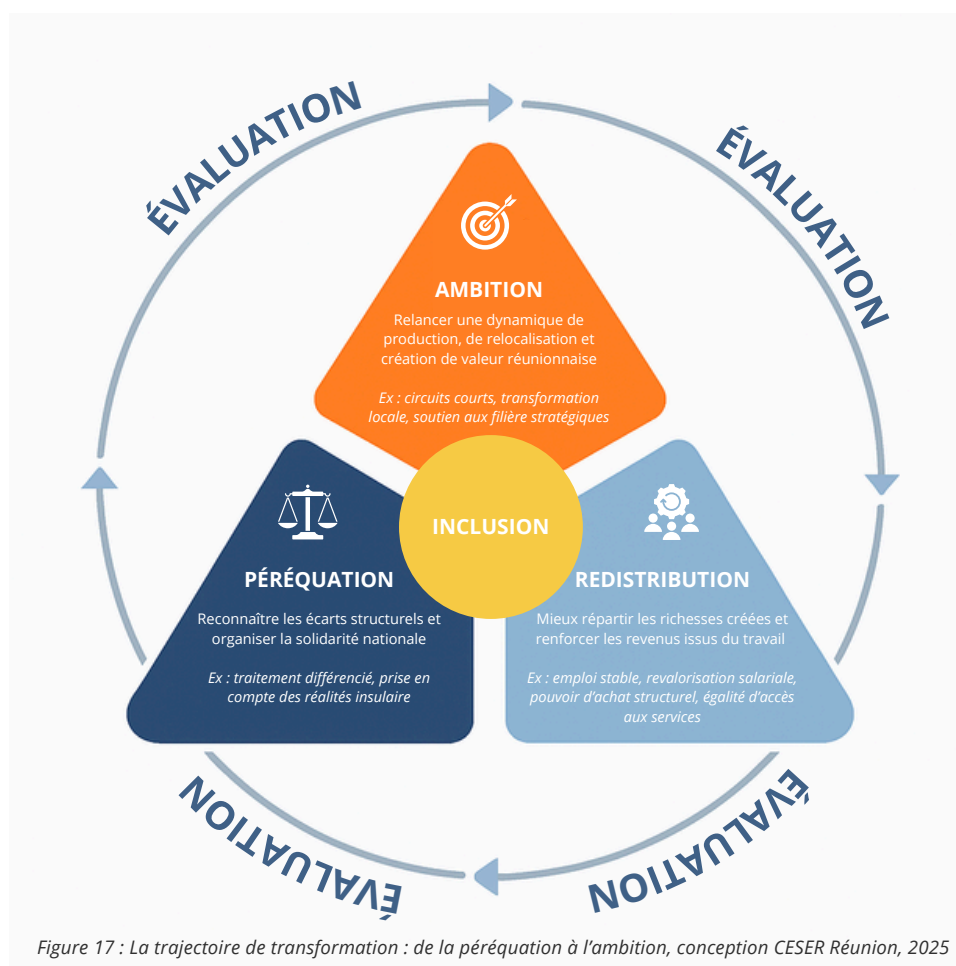 ÉVALUATION
ÉVALUATION
AMBITION
Relancer une dynamique de
production, de relocalisation et
création de valeur réunionnaise
Ex : circuits courts, transformation
locale, soutien aux filière stratégiques
INCLUSION
PÉRÉQUATION
Reconnaître les écarts structurels et
organiser la solidarité nationale
Ex : traitement différencié, prise en
compte des réalités insulaire
REDISTRIBUTION
Mieux répartir les richesses créées et
renforcer les revenus issus du travail
Ex : emploi stable, revalorisation salariale,
pouvoir d’achat structurel, égalité d’accès
aux services
ÉVALUATION
ÉVALUATION
Figure 17 : La trajectoire de transformation : de la péréquation à l’ambition, conception CESER Réunion, 2025